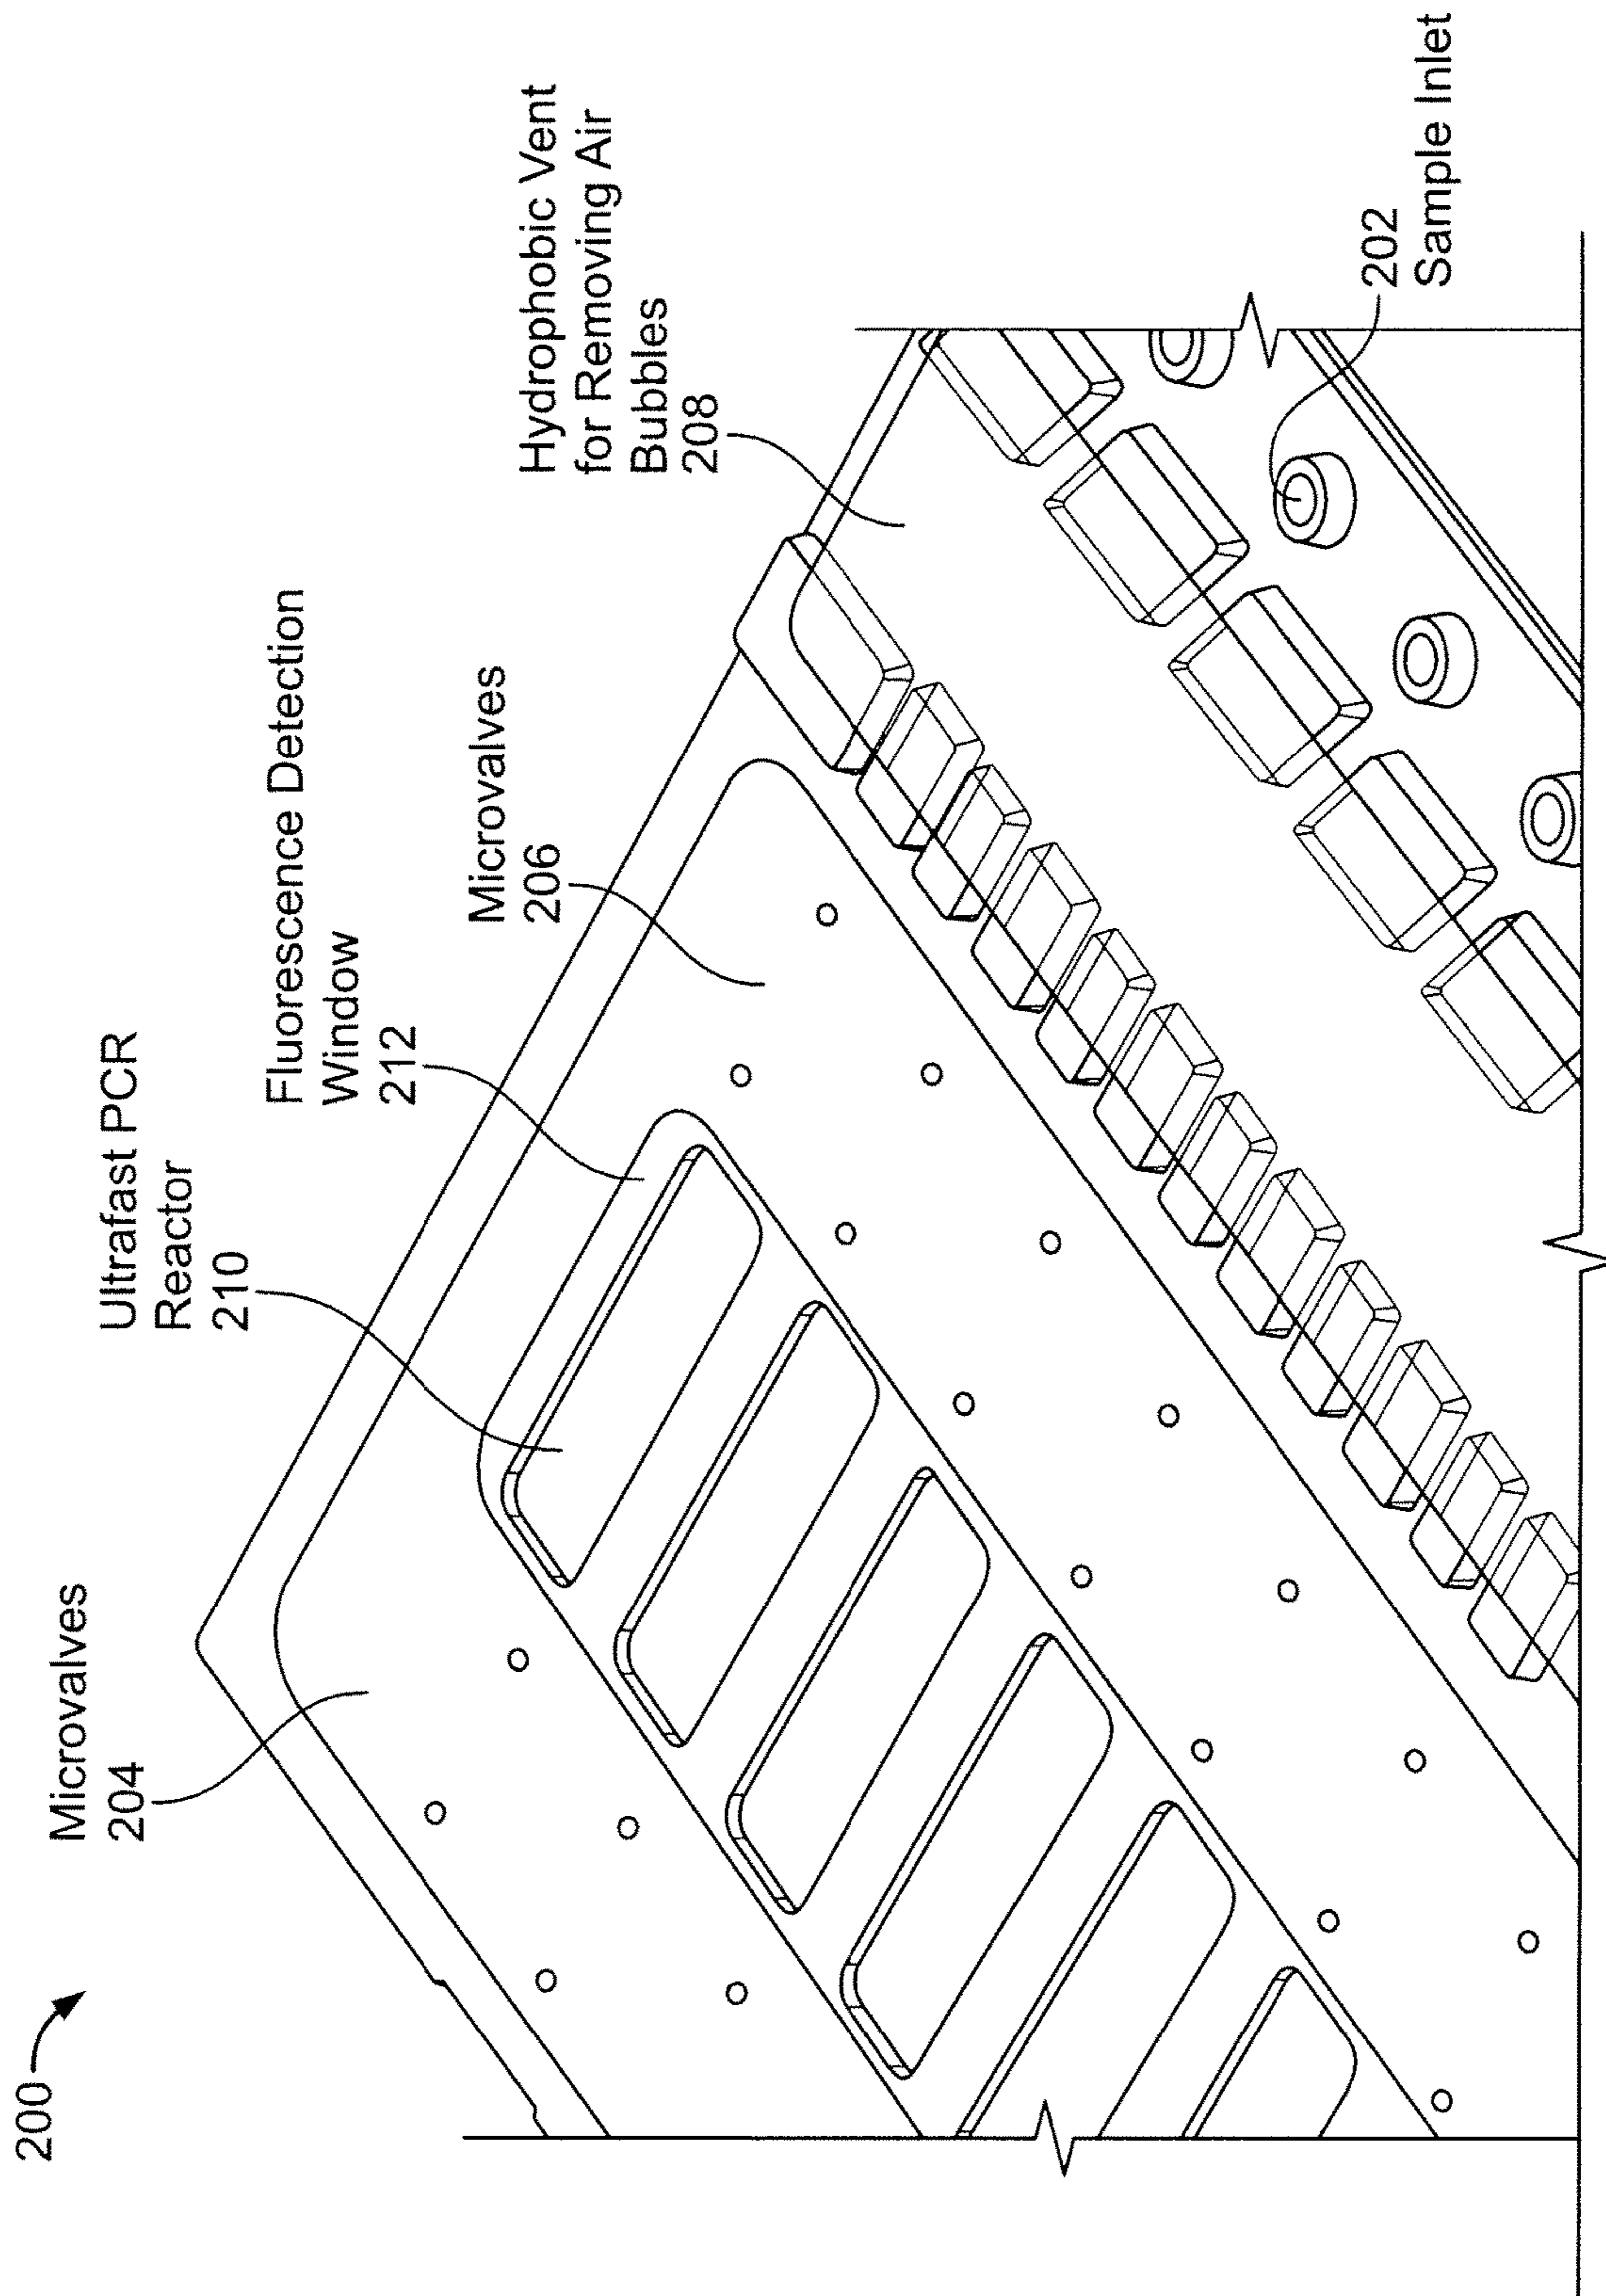 200
Microvalves
204
Ultrafast PCR
Reactor
210
Fluorescence Detection
Window
212
Microvalves
206
Hydrophobic Vent
for Removing Air
Bubbles
208
202
Sample Inlet